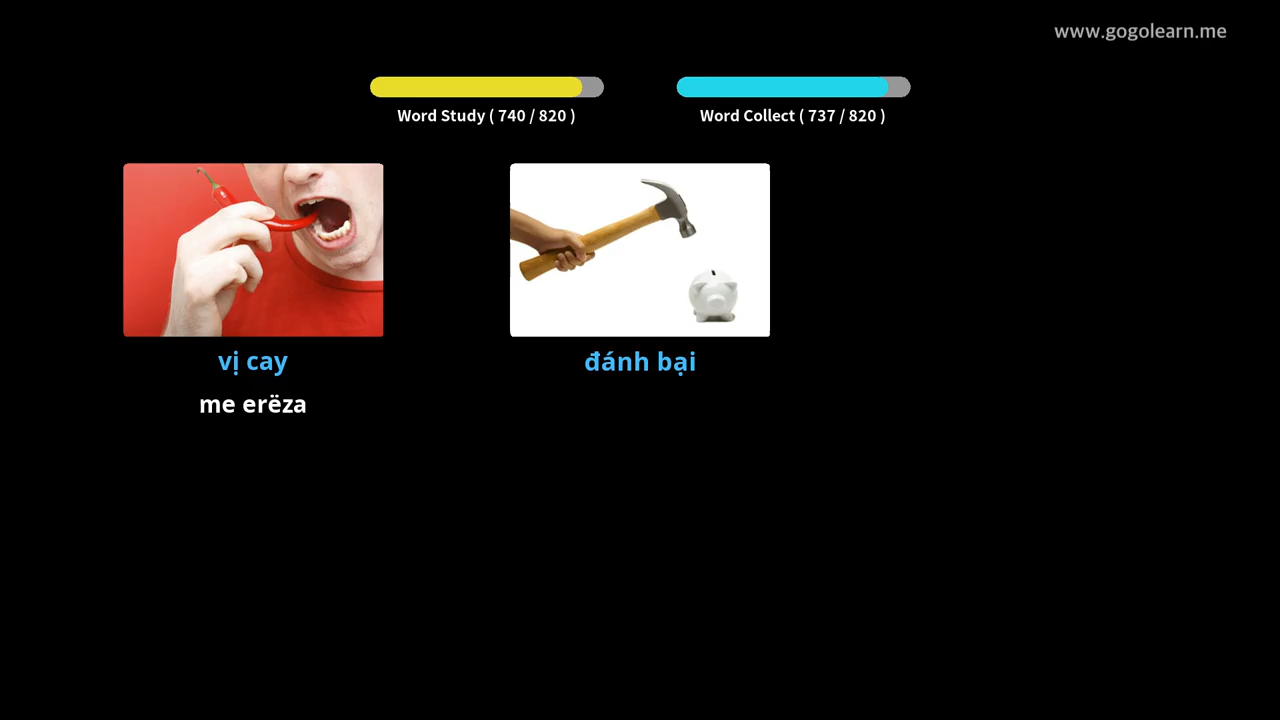 www.gogolearn.me
Word Study ( 740 / 820 )
Word Collect ( 737 / 820 )
vị cay
đánh bại
me erëza